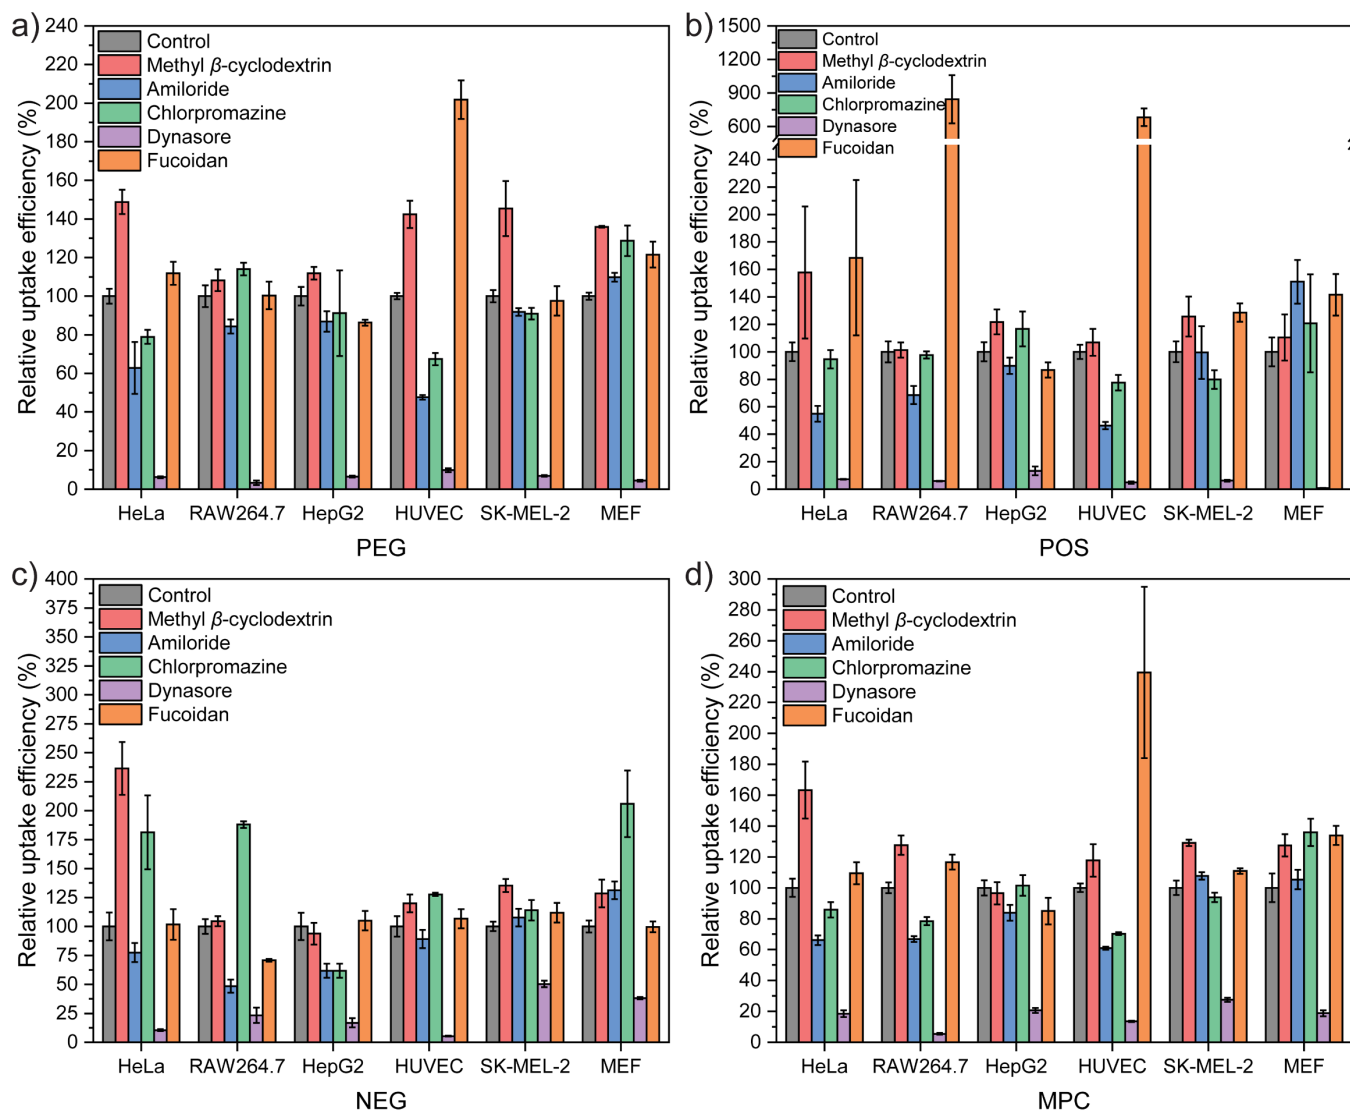 a)
Relative uptake efficiency (%)
240
220
200
180
160
140
120
100
80
60
40
20
0
Control
Methyl β-cyclodextrin
Amiloride
Chlorpromazine
Dynasore
Fucoidan
HeLa RAW264.7 HepG2 HUVEC SK-MEL-2 MEF
PEG
b)
Relative uptake efficiency (%)
1500
1200
900
600
240
220
200
180
160
140
120
100
80
60
40
20
0
Control
Methyl β-cyclodextrin
Amiloride
Chlorpromazine
Dynasore
Fucoidan
HeLa RAW264.7 HepG2 HUVEC SK-MEL-2 MEF
POS
c)
Relative uptake efficiency (%)
400
375
350
325
300
275
250
225
200
175
150
125
100
75
50
25
0
Control
Methyl β-cyclodextrin
Amiloride
Chlorpromazine
Dynasore
Fucoidan
HeLa RAW264.7 HepG2 HUVEC SK-MEL-2 MEF
NEG
d)
Relative uptake efficiency (%)
300
280
260
240
220
200
180
160
140
120
100
80
60
40
20
0
Control
Methyl β-cyclodextrin
Amiloride
Chlorpromazine
Dynasore
Fucoidan
HeLa RAW264.7 HepG2 HUVEC SK-MEL-2 MEF
MPC